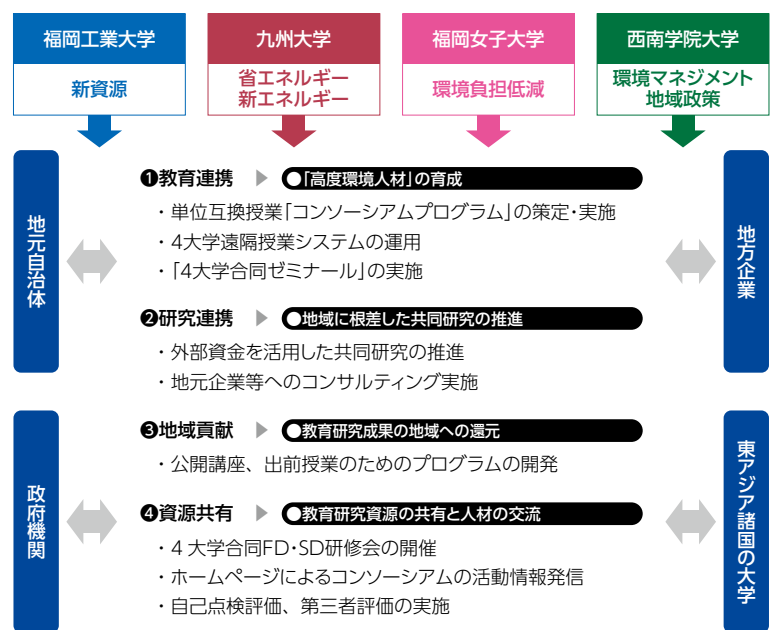 福岡工業大学
新資源
九州大学
省エネルギー
新エネルギー
福岡女子大学
環境負担低減
西南学院大学
環境マネジメント
地域政策
地元自治体
政府機関
❶教育連携 ▶ ●「高度環境人材」の育成
・単位互換授業「コンソーシアムプログラム」の策定・実施
・4大学遠隔授業システムの運用
・「4大学合同ゼミナール」の実施
❷研究連携 ▶ ●地域に根差した共同研究の推進
・外部資金を活用した共同研究の推進
・地元企業等へのコンサルティング実施
❸地域貢献 ▶ ●教育研究成果の地域への還元
・公開講座、出前授業のためのプログラムの開発
❹資源共有 ▶ ●教育研究資源の共有と人材の交流
・4 大学合同FD・SD研修会の開催
・ホームページによるコンソーシアムの活動情報発信
・自己点検評価、第三者評価の実施
地方企業
東アジア諸国の大学